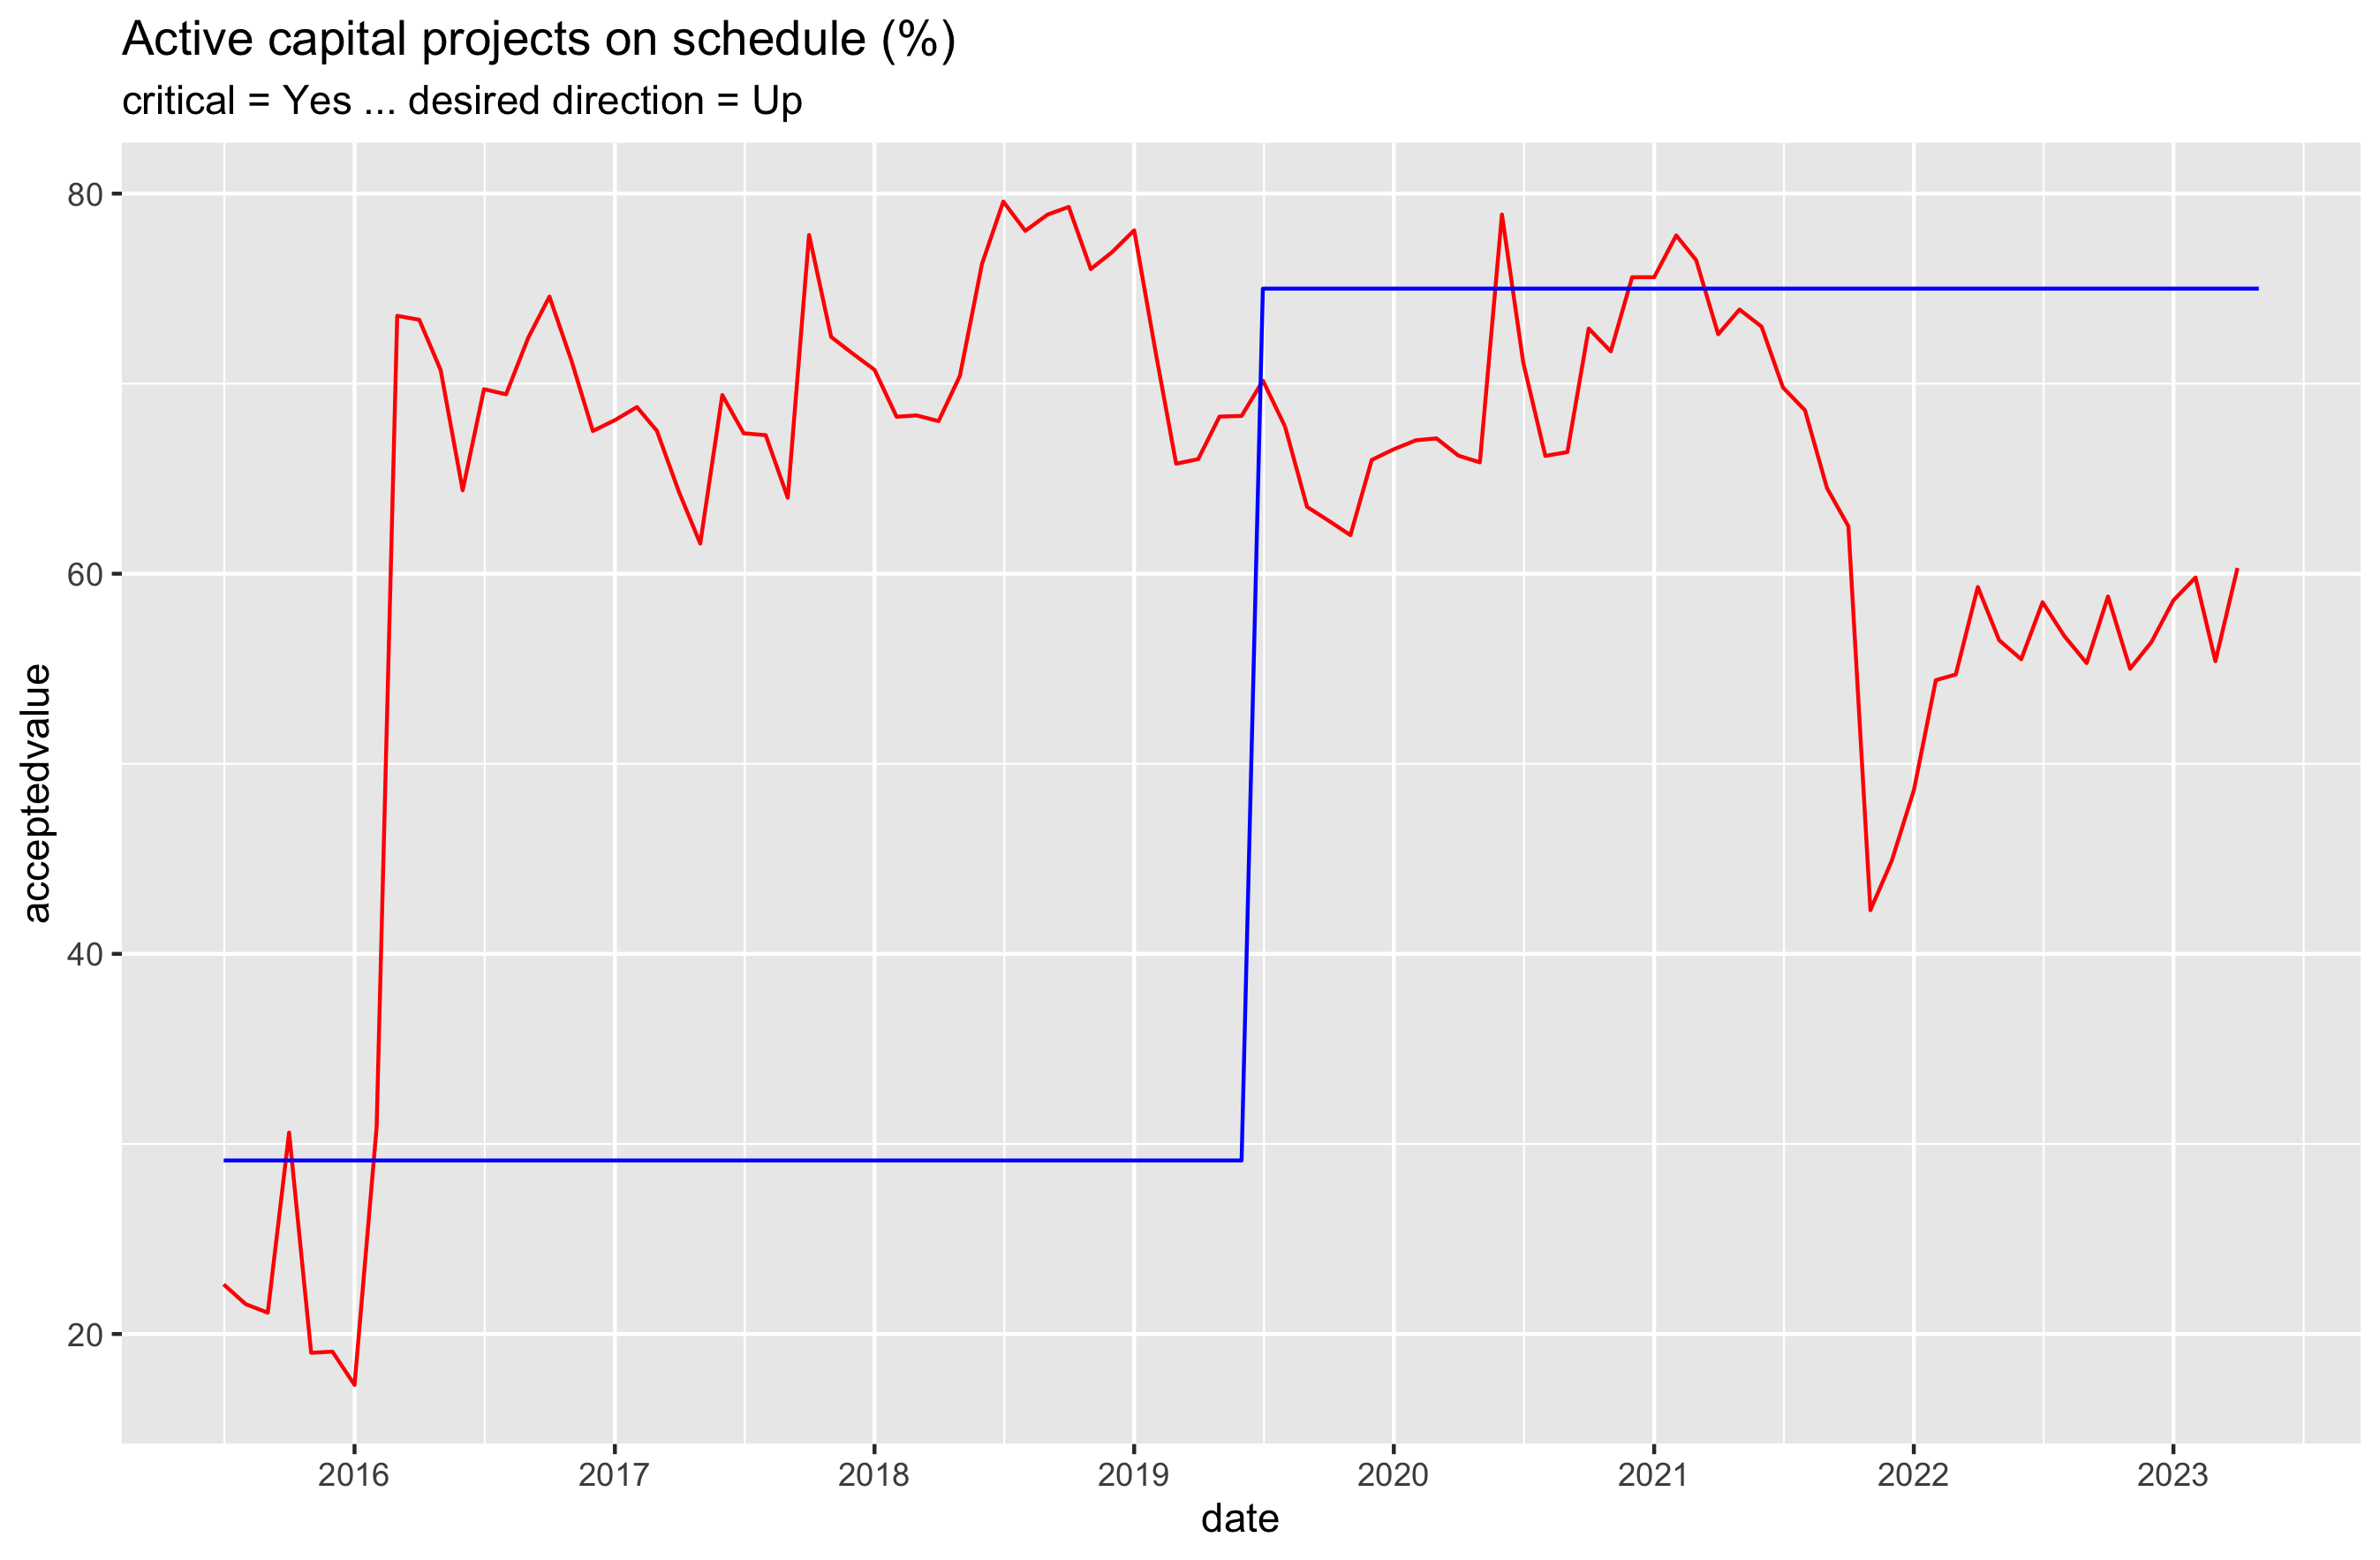 Active capital projects on schedule (%)
critical = Yes ... desired direction = Up
acceptedvalue
80
60
40
20
2016 2017 2018 2019 2020 2021 2022 2023
date